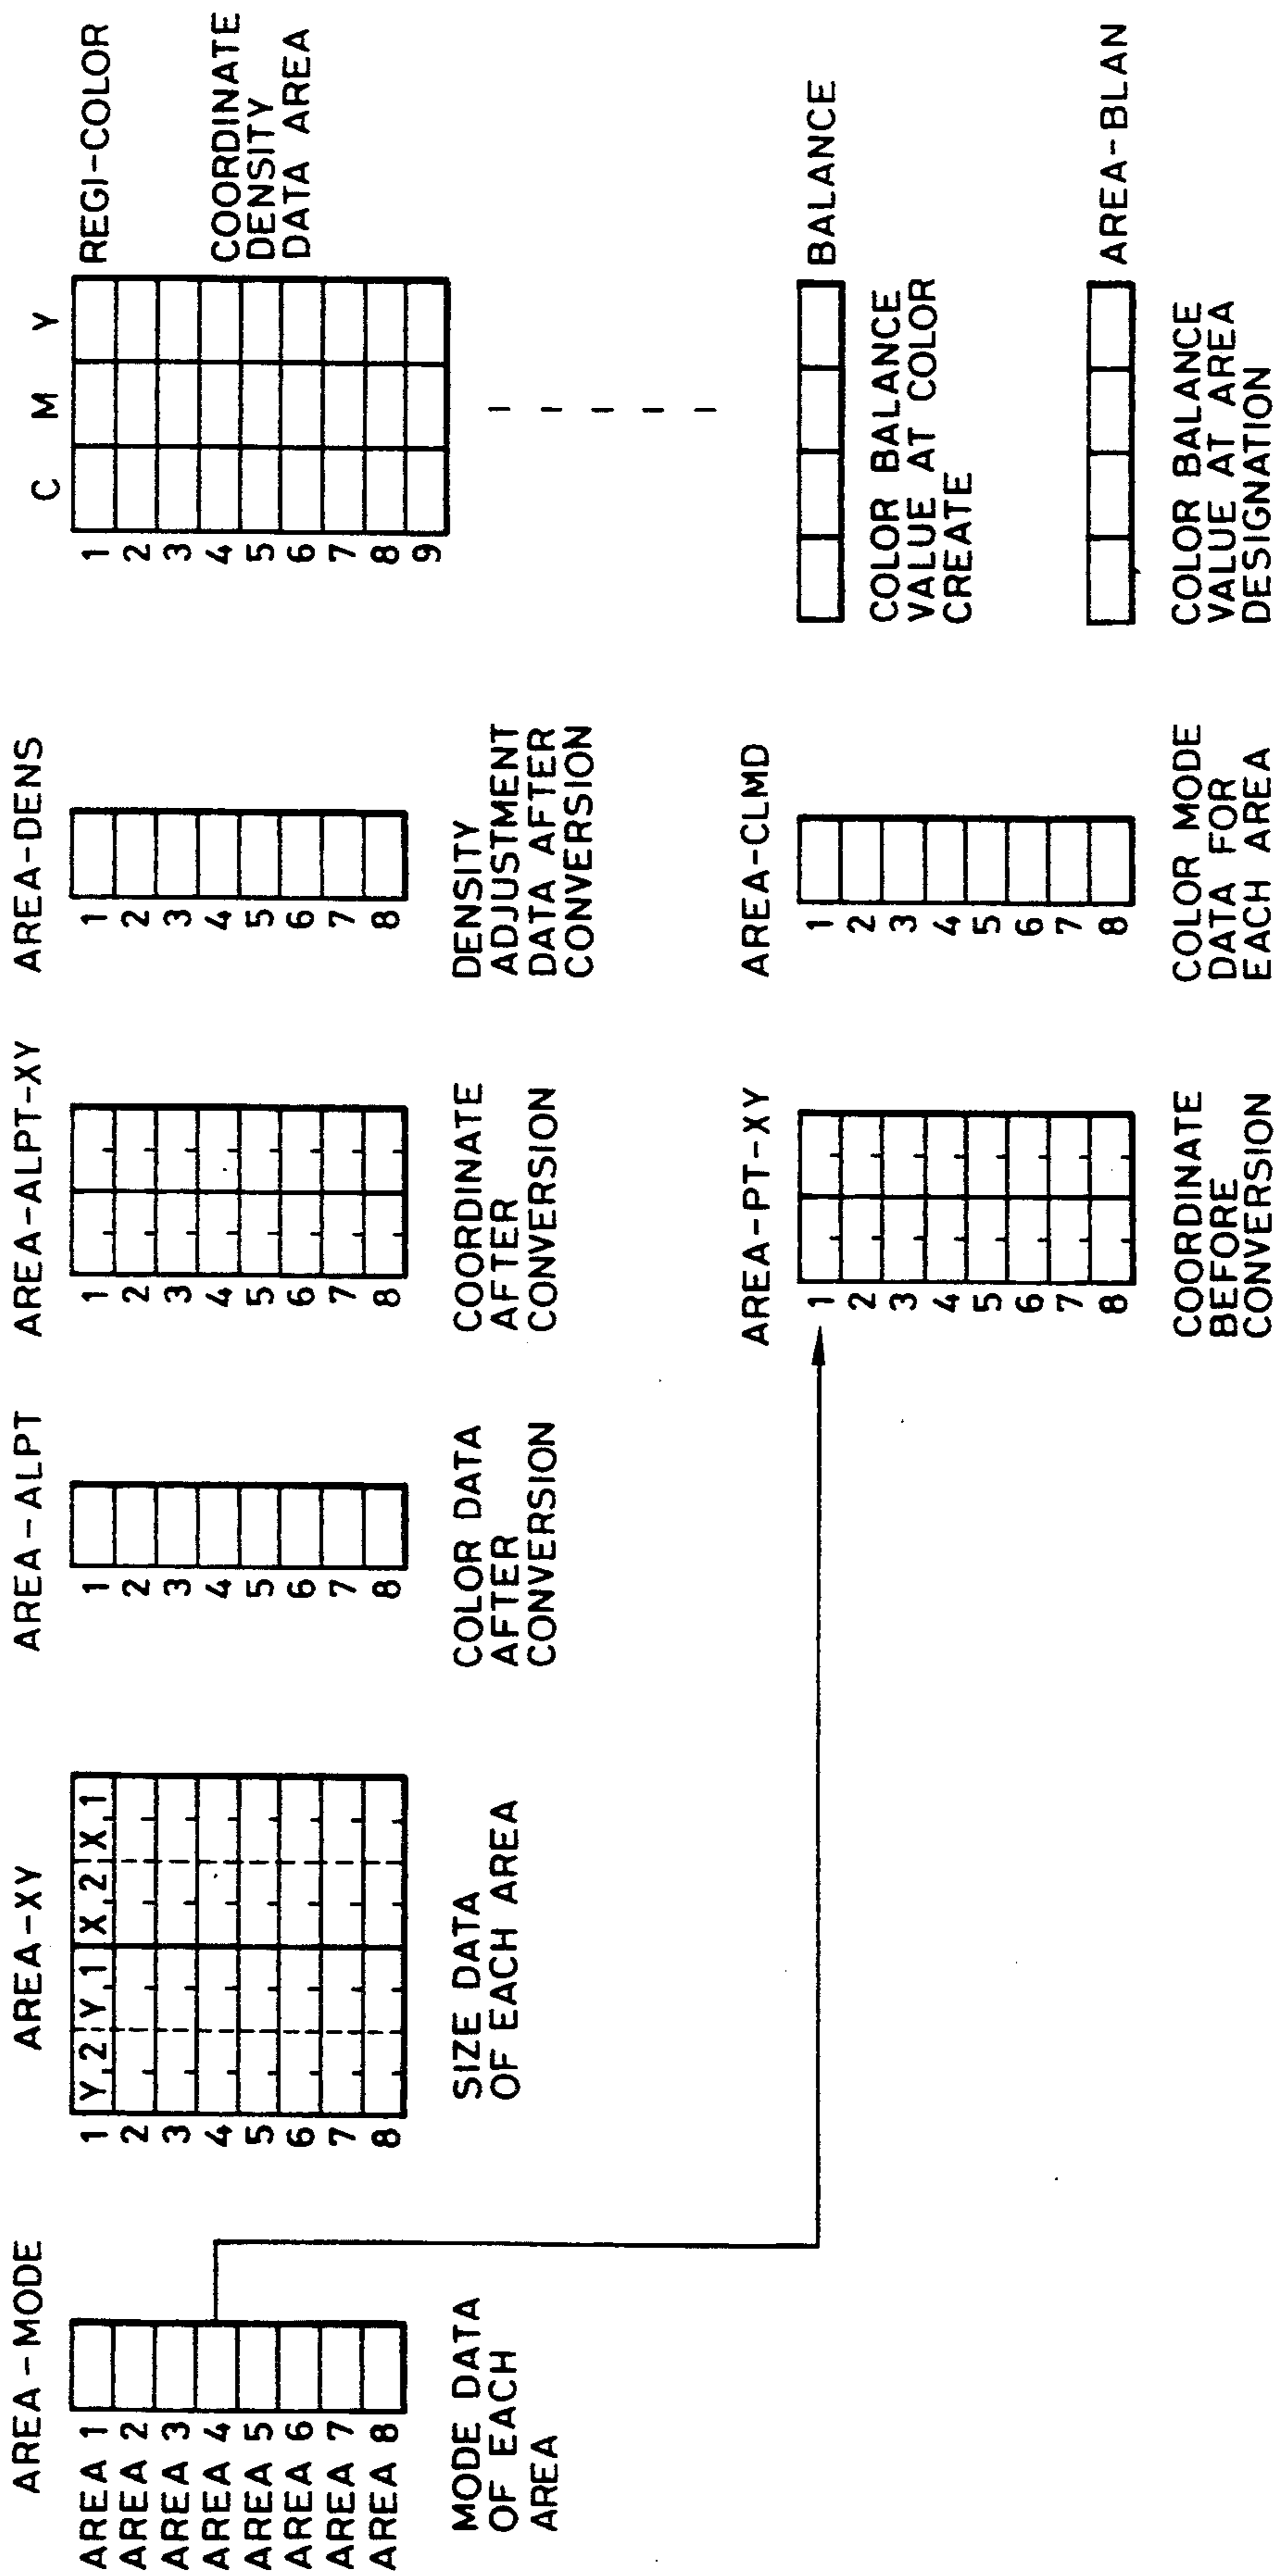 AREA-MODE
AREA 1
AREA 2
AREA 3
AREA 4
AREA 5
AREA 6
AREA 7
AREA 8
MODE DATA
OF EACH
AREA
AREA-XY
Y,2 Y,1 X,2 X,1
1
2
3
4
5
6
7
8
SIZE DATA
OF EACH AREA
AREA-ALPT
1
2
3
4
5
6
7
8
COLOR DATA
AFTER
CONVERSION
AREA-ALPT-XY
1
2
3
4
5
6
7
8
COORDINATE
AFTER
CONVERSION
AREA-DENS
1
2
3
4
5
6
7
8
DENSITY
ADJUSTMENT
DATA AFTER
CONVERSION
C M Y
1
2
3
4
5
6
7
8
9
REGI-COLOR
COORDINATE
DENSITY
DATA AREA
AREA-PT-XY
1
2
3
4
5
6
7
8
COORDINATE
BEFORE
CONVERSION
AREA-CLMD
1
2
3
4
5
6
7
8
COLOR MODE
DATA FOR
EACH AREA
BALANCE
COLOR BALANCE
VALUE AT COLOR
CREATE
AREA-BLAN
COLOR BALANCE
VALUE AT AREA
DESIGNATION